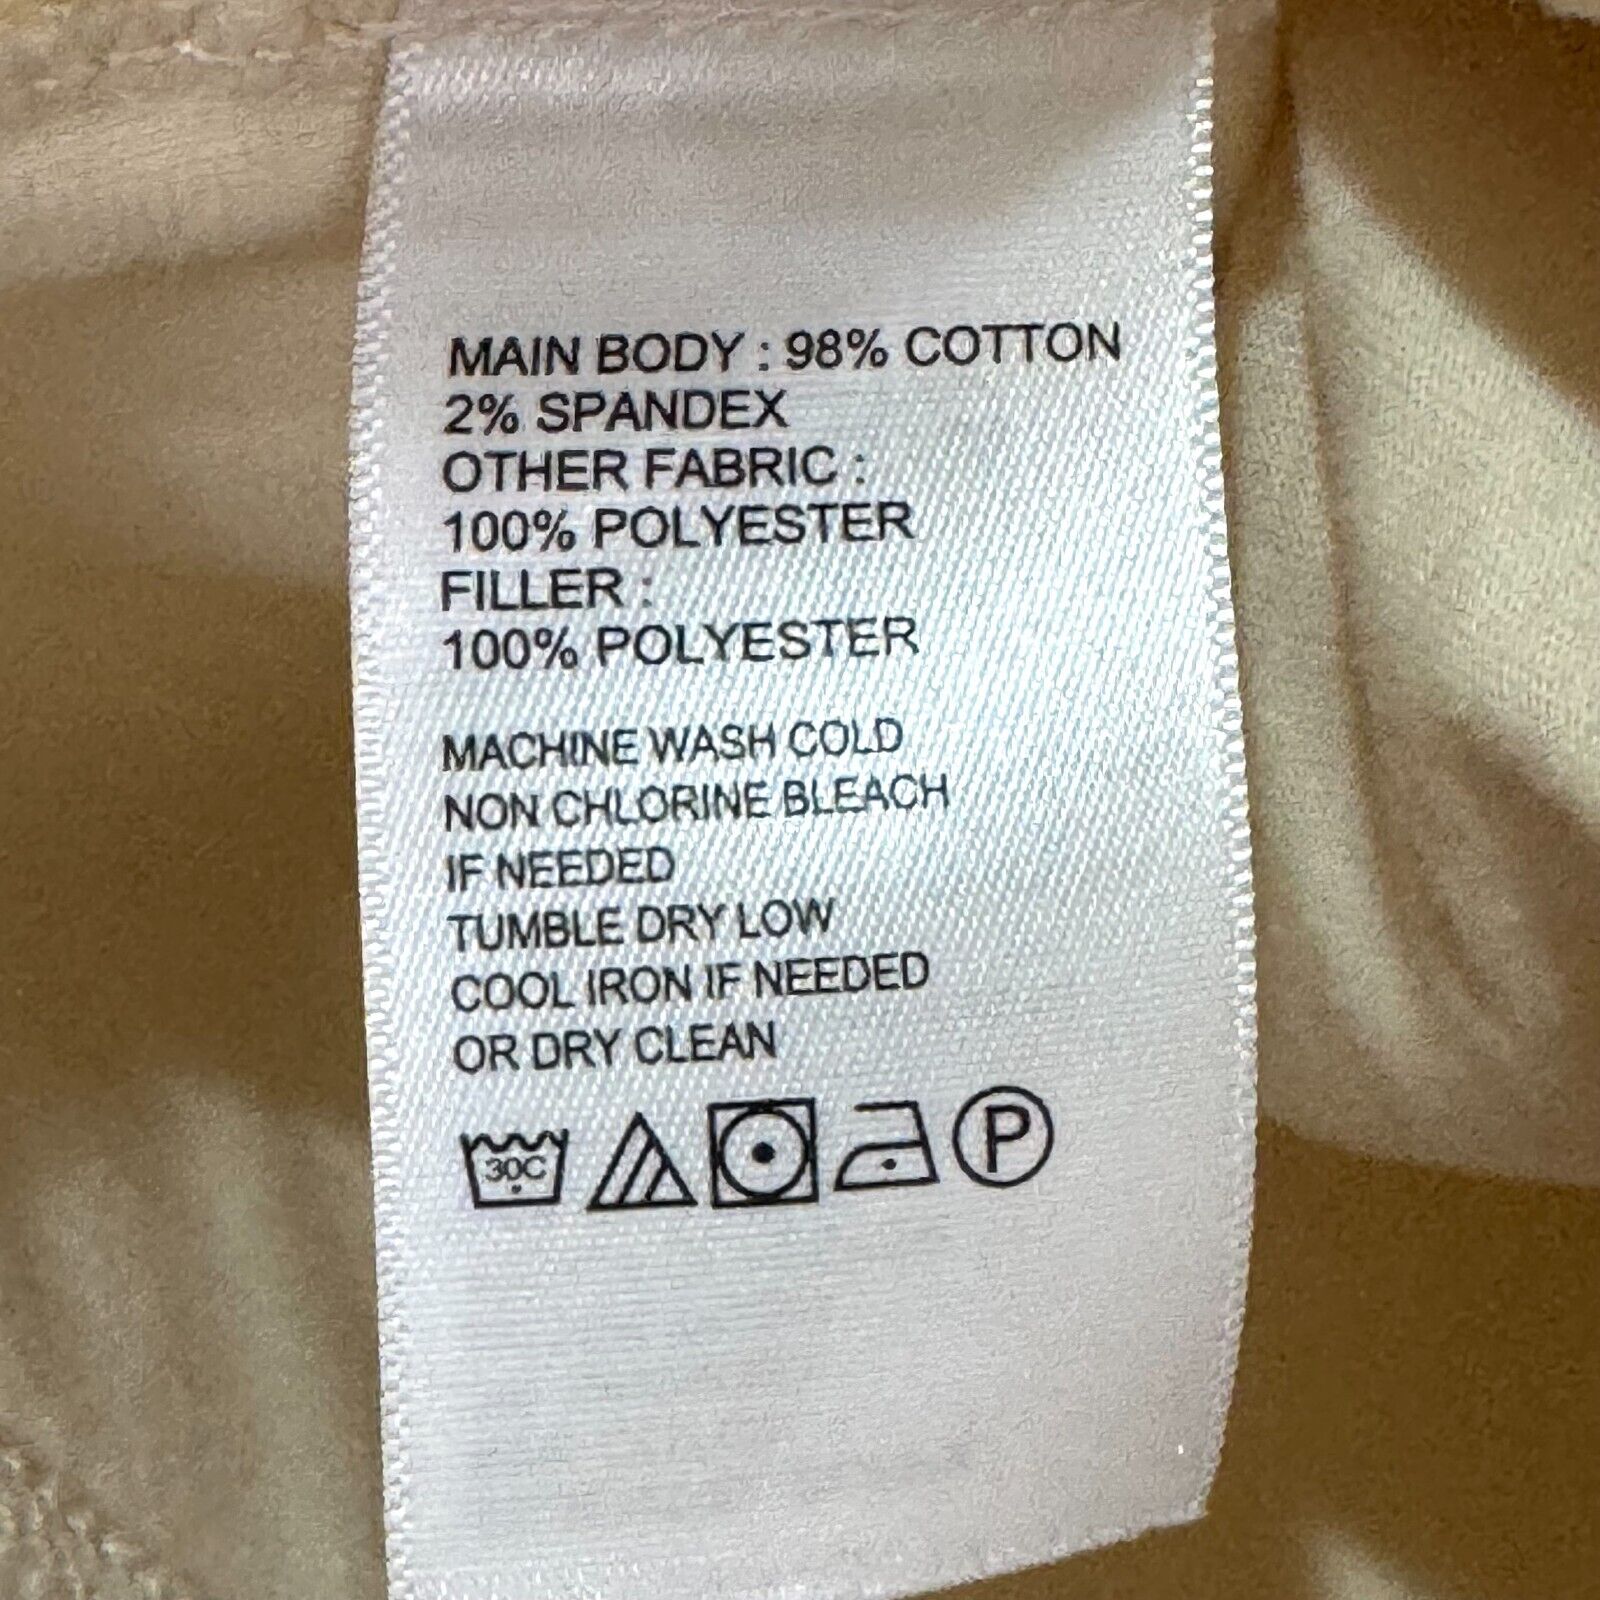 MAIN BODY : 98% COTTON
2% SPANDEX
OTHER FABRIC :
100% POLYESTER
FILLER :
100% POLYESTER
MACHINE WASH COLD
NON CHLORINE BLEACH
IF NEEDED
TUMBLE DRY LOW
COOL IRON IF NEEDED
OR DRY CLEAN
30C P